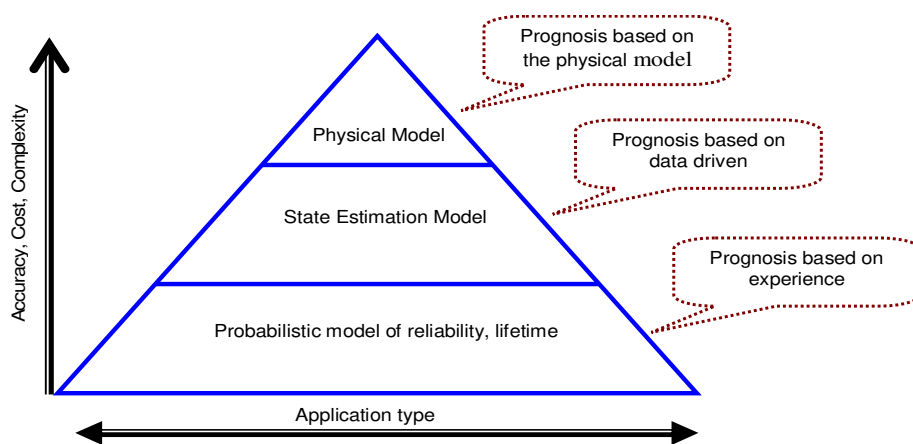 Prognosis based on
the physical model
Physical Model
Prognosis based on
data driven
State Estimation Model
Prognosis based on
experience
Probabilistic model of reliability, lifetime
Accuracy, Cost, Complexity
Application type